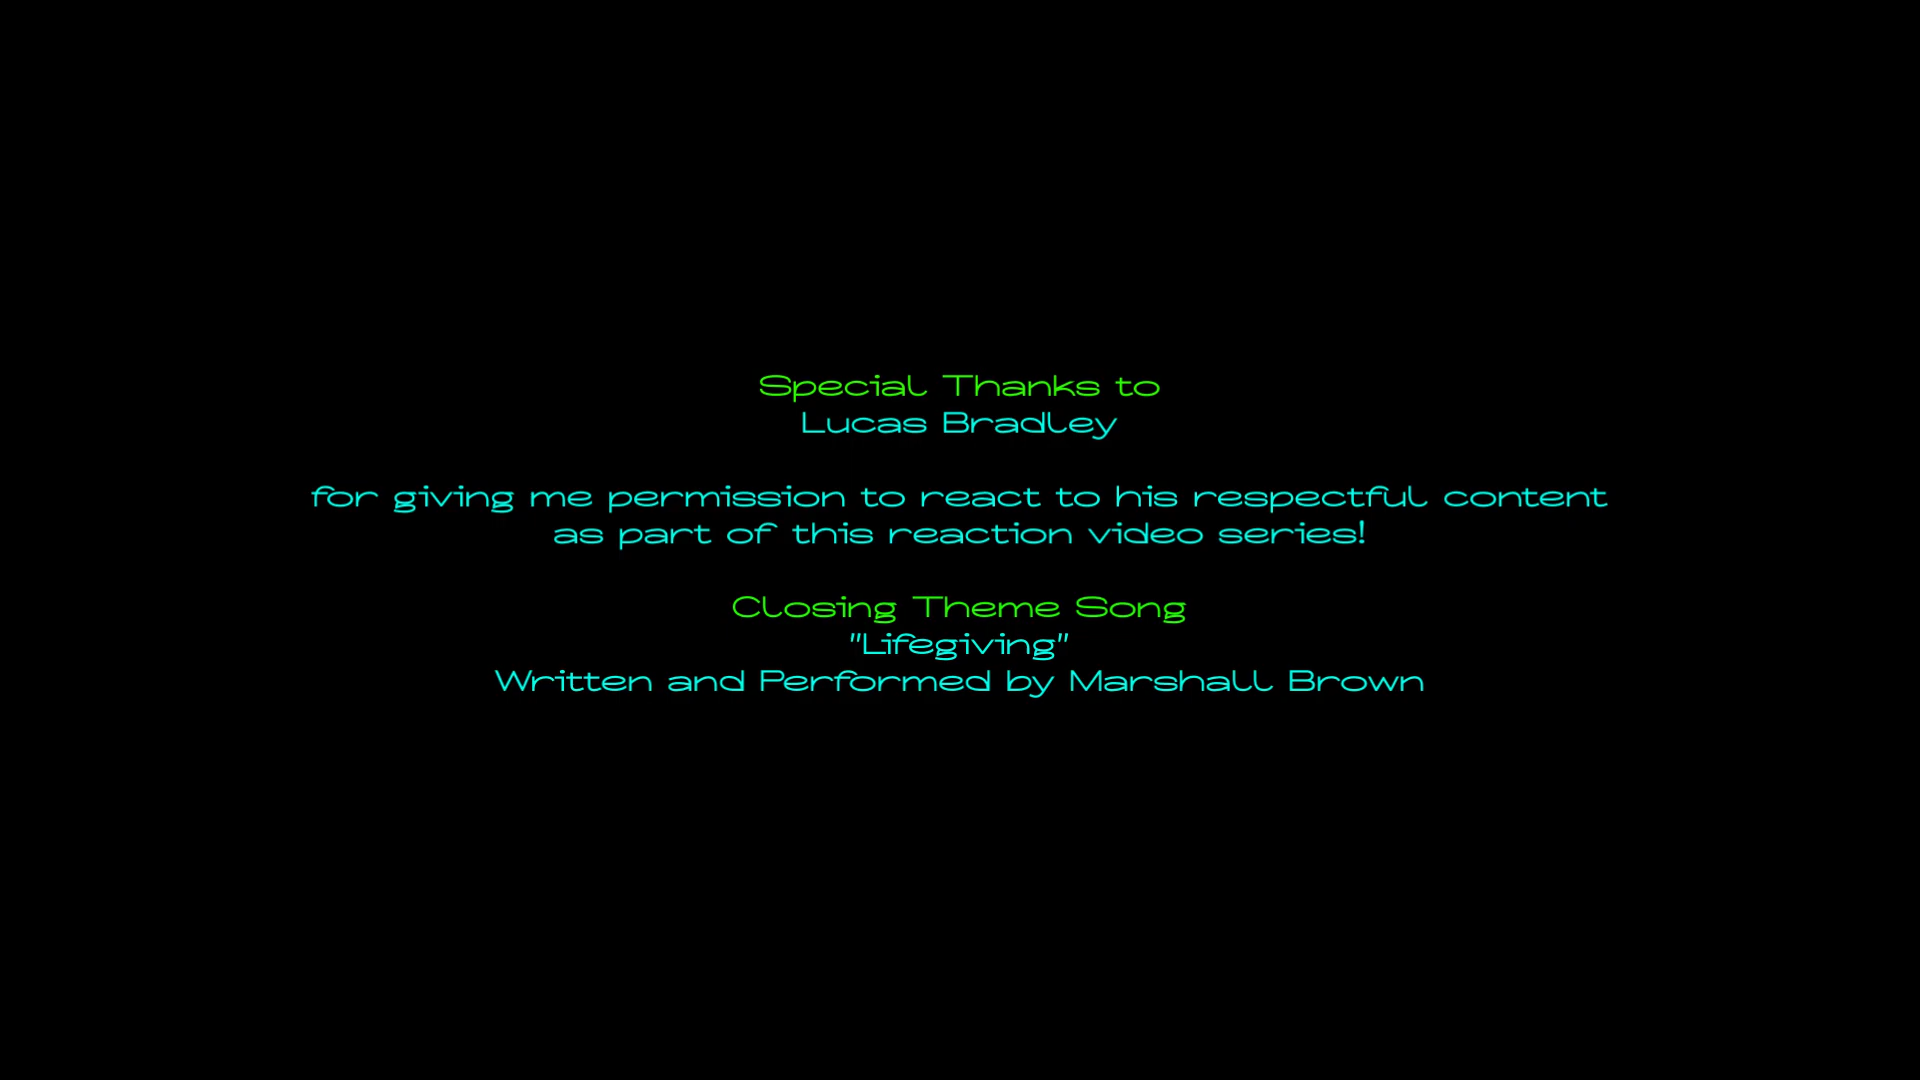 Special Thanks to
Lucas Bradley
for giving me permission to react to his respectful content
as part of this reaction video series!
Closing Theme Song
"Lifegiving"
Written and Performed by Marshall Brown